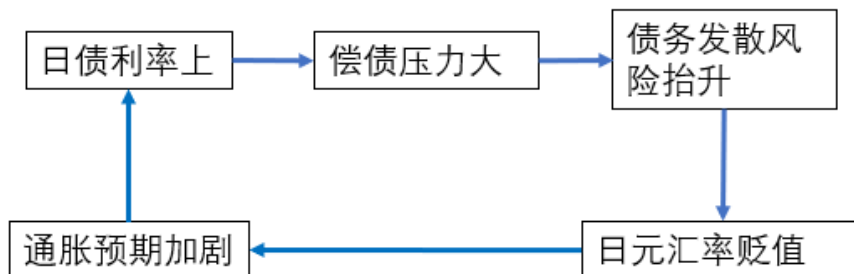 日债利率上
偿债压力大
债务发散风
险抬升
通胀预期加剧
日元汇率贬值